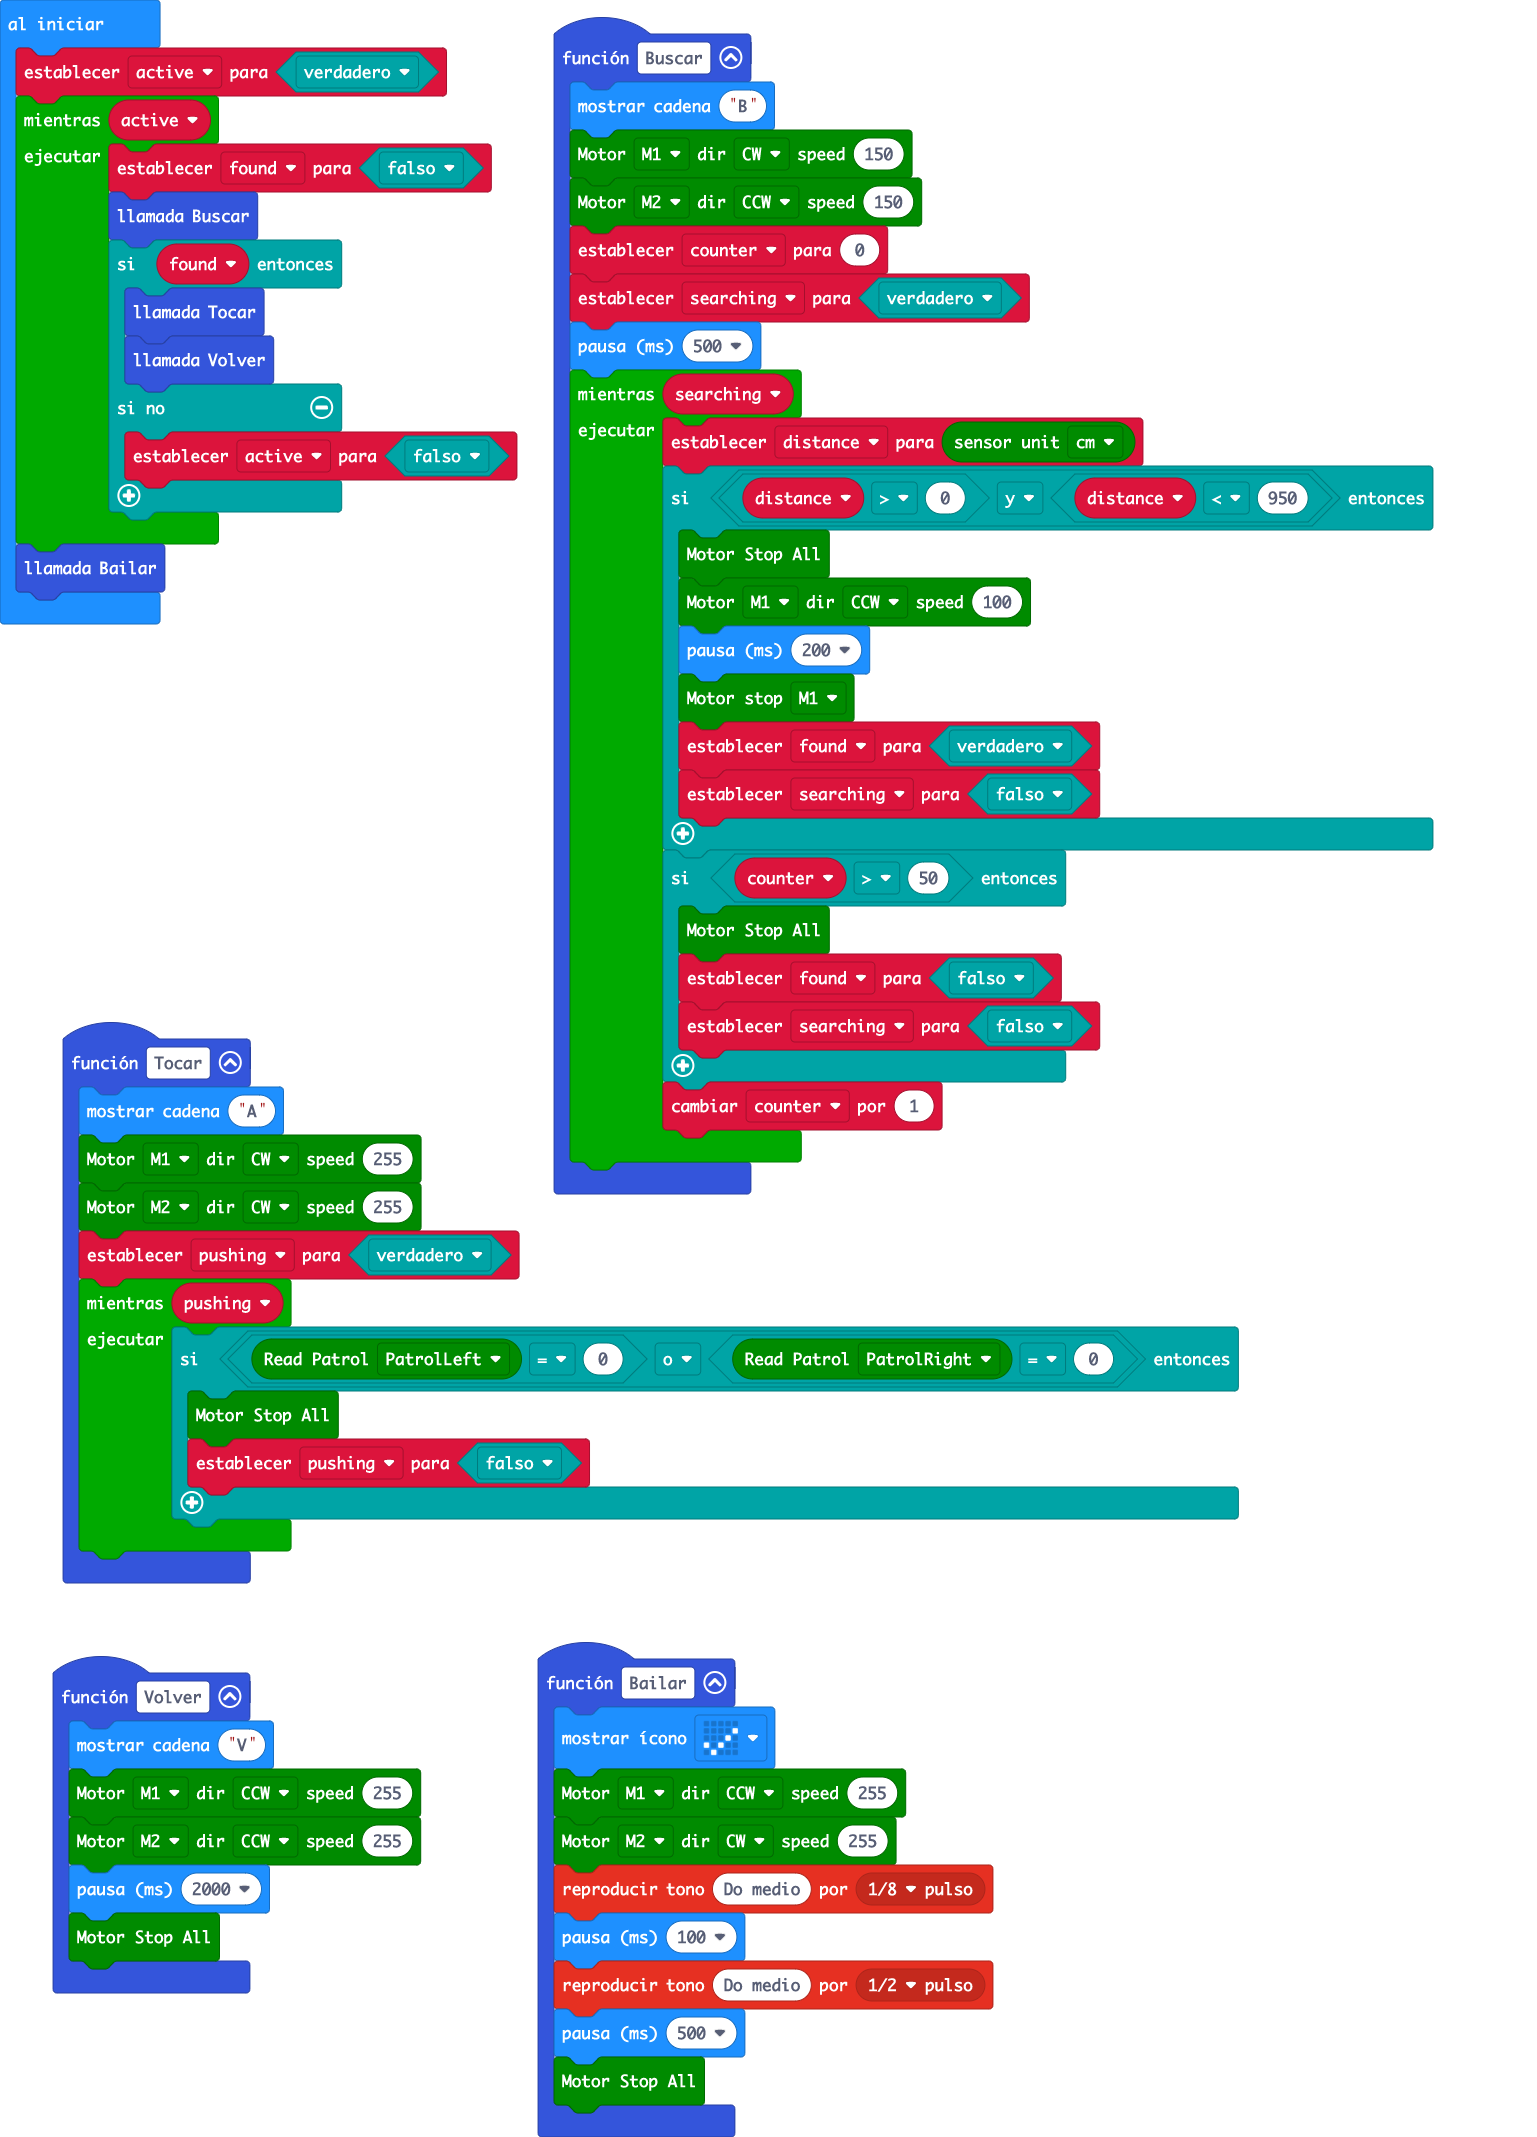 al iniciar
establecer active para verdadero
mientras active
ejecutar
establecer found para falso
llamada Buscar
si found entonces
llamada Tocar
llamada Volver
si no
establecer active para falso
llamada Bailar
función Buscar
mostrar cadena "B"
Motor M1 dir CW speed 150
Motor M2 dir CCW speed 150
establecer counter para 0
establecer searching para verdadero
pausa (ms) 500
mientras searching
ejecutar
establecer distance para sensor unit cm
si distance > 0 y distance < 950 entonces
Motor Stop All
Motor M1 dir CCW speed 100
pausa (ms) 200
Motor stop M1
establecer found para verdadero
establecer searching para falso
si counter > 50 entonces
Motor Stop All
establecer found para falso
establecer searching para falso
cambiar counter por 1
función Tocar
mostrar cadena "A"
Motor M1 dir CW speed 255
Motor M2 dir CW speed 255
establecer pushing para verdadero
mientras pushing
ejecutar
si Read Patrol PatrolLeft = 0 o Read Patrol PatrolRight = 0 entonces
Motor Stop All
establecer pushing para falso
función Volver
mostrar cadena "V"
Motor M1 dir CCW speed 255
Motor M2 dir CCW speed 255
pausa (ms) 2000
Motor Stop All
función Bailar
mostrar ícono
Motor M1 dir CCW speed 255
Motor M2 dir CW speed 255
reproducir tono Do medio por 1/8 pulso
pausa (ms) 100
reproducir tono Do medio por 1/2 pulso
pausa (ms) 500
Motor Stop All